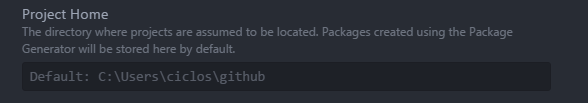 Project Home
The directory where projects are assumed to be located. Packages created using the Package
Generator will be stored here by default.
Default: C:\Users\ciclos\github